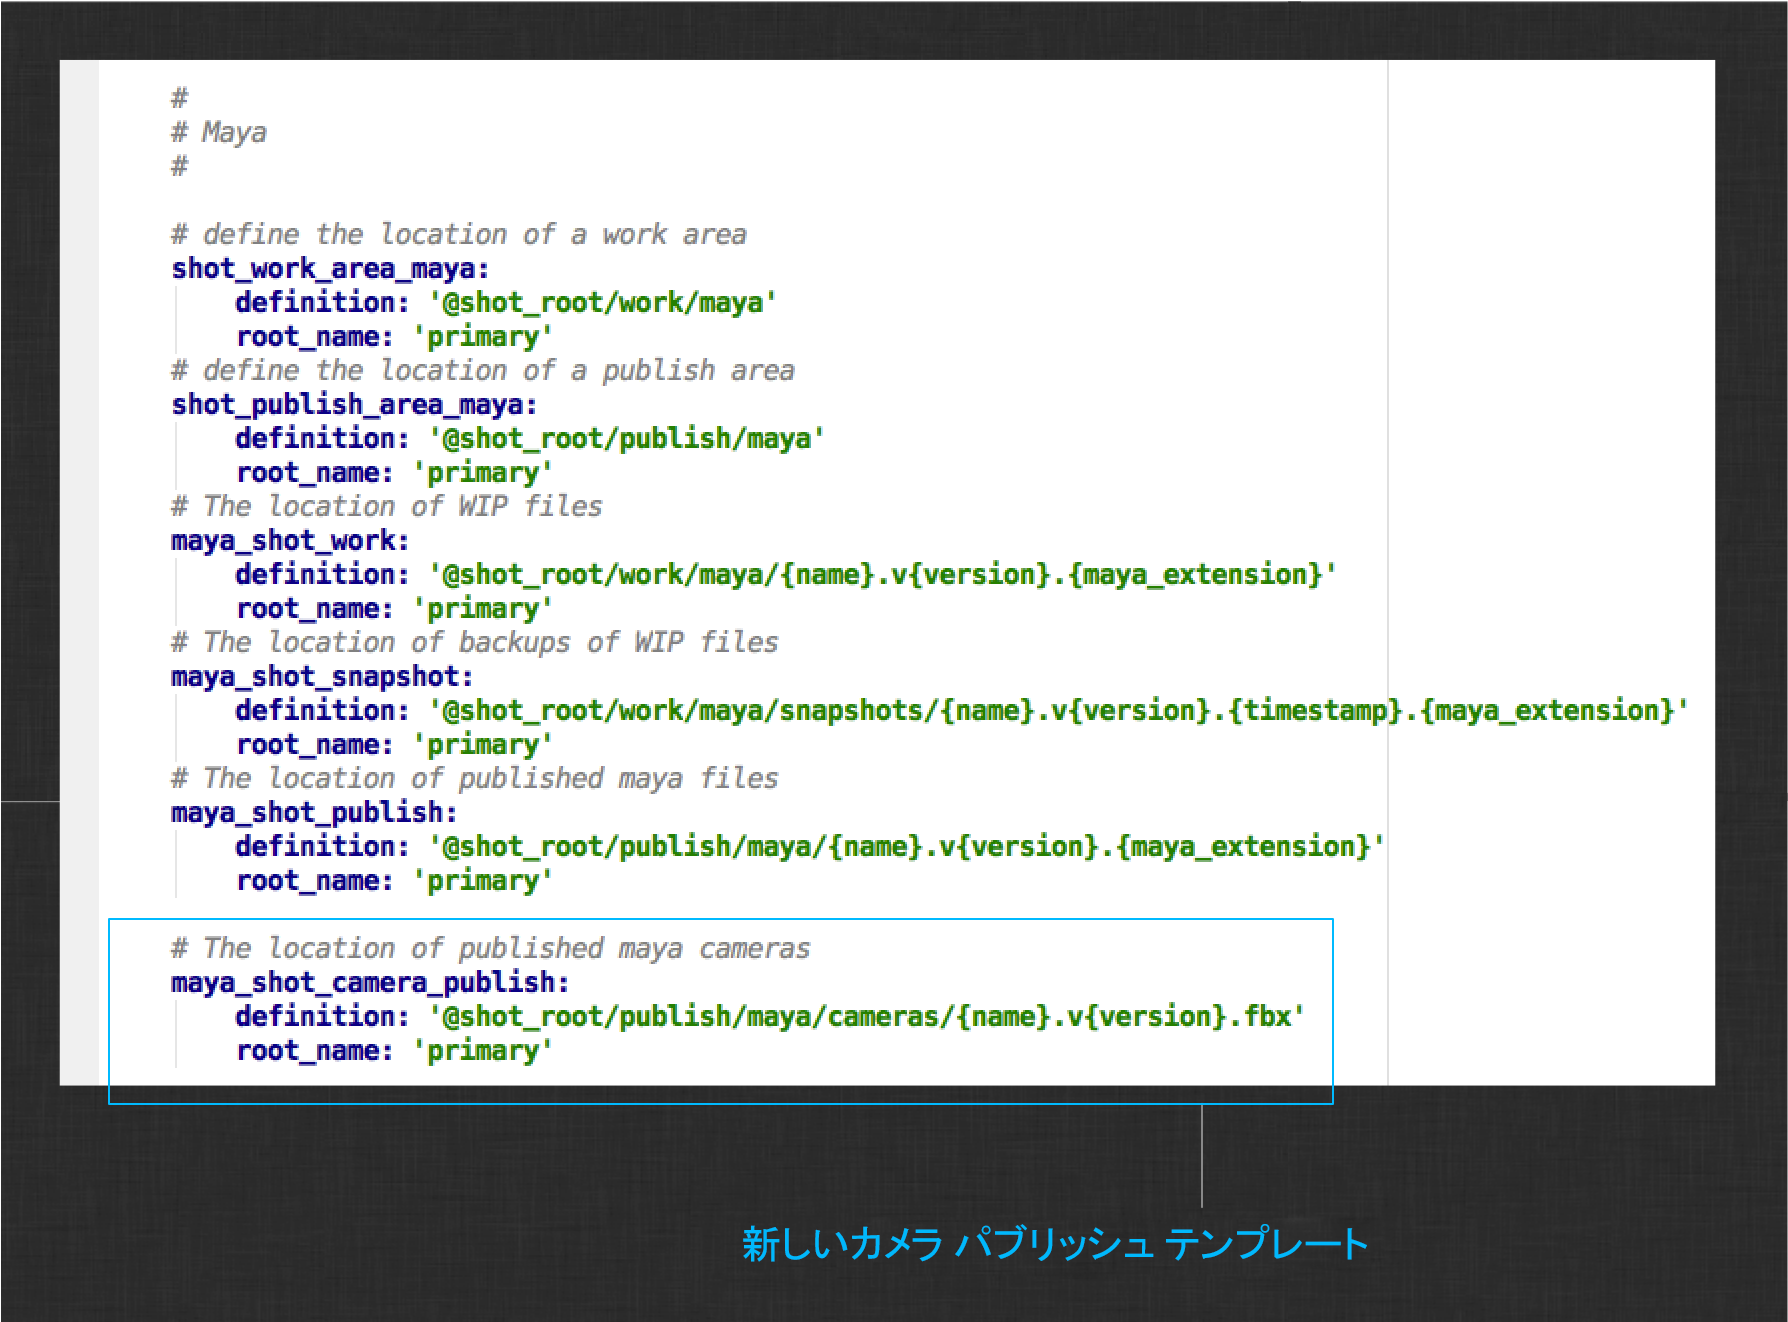 #
# Maya
#
# define the location of a work area
shot_work_area_maya:
definition: '@shot_root/work/maya'
root_name: 'primary'
# define the location of a publish area
shot_publish_area_maya:
definition: '@shot_root/publish/maya'
root_name: 'primary'
# The location of WIP files
maya_shot_work:
definition: '@shot_root/work/maya/{name}.v{version}.{maya_extension}'
root_name: 'primary'
# The location of backups of WIP files
maya_shot_snapshot:
definition: '@shot_root/work/maya/snapshots/{name}.v{version}.{timestamp}.{maya_extension}'
root_name: 'primary'
# The location of published maya files
maya_shot_publish:
definition: '@shot_root/publish/maya/{name}.v{version}.{maya_extension}'
root_name: 'primary'
# The location of published maya cameras
maya_shot_camera_publish:
definition: '@shot_root/publish/maya/cameras/{name}.v{version}.fbx'
root_name: 'primary'
新しいカメラ パブリッシュ テンプレート